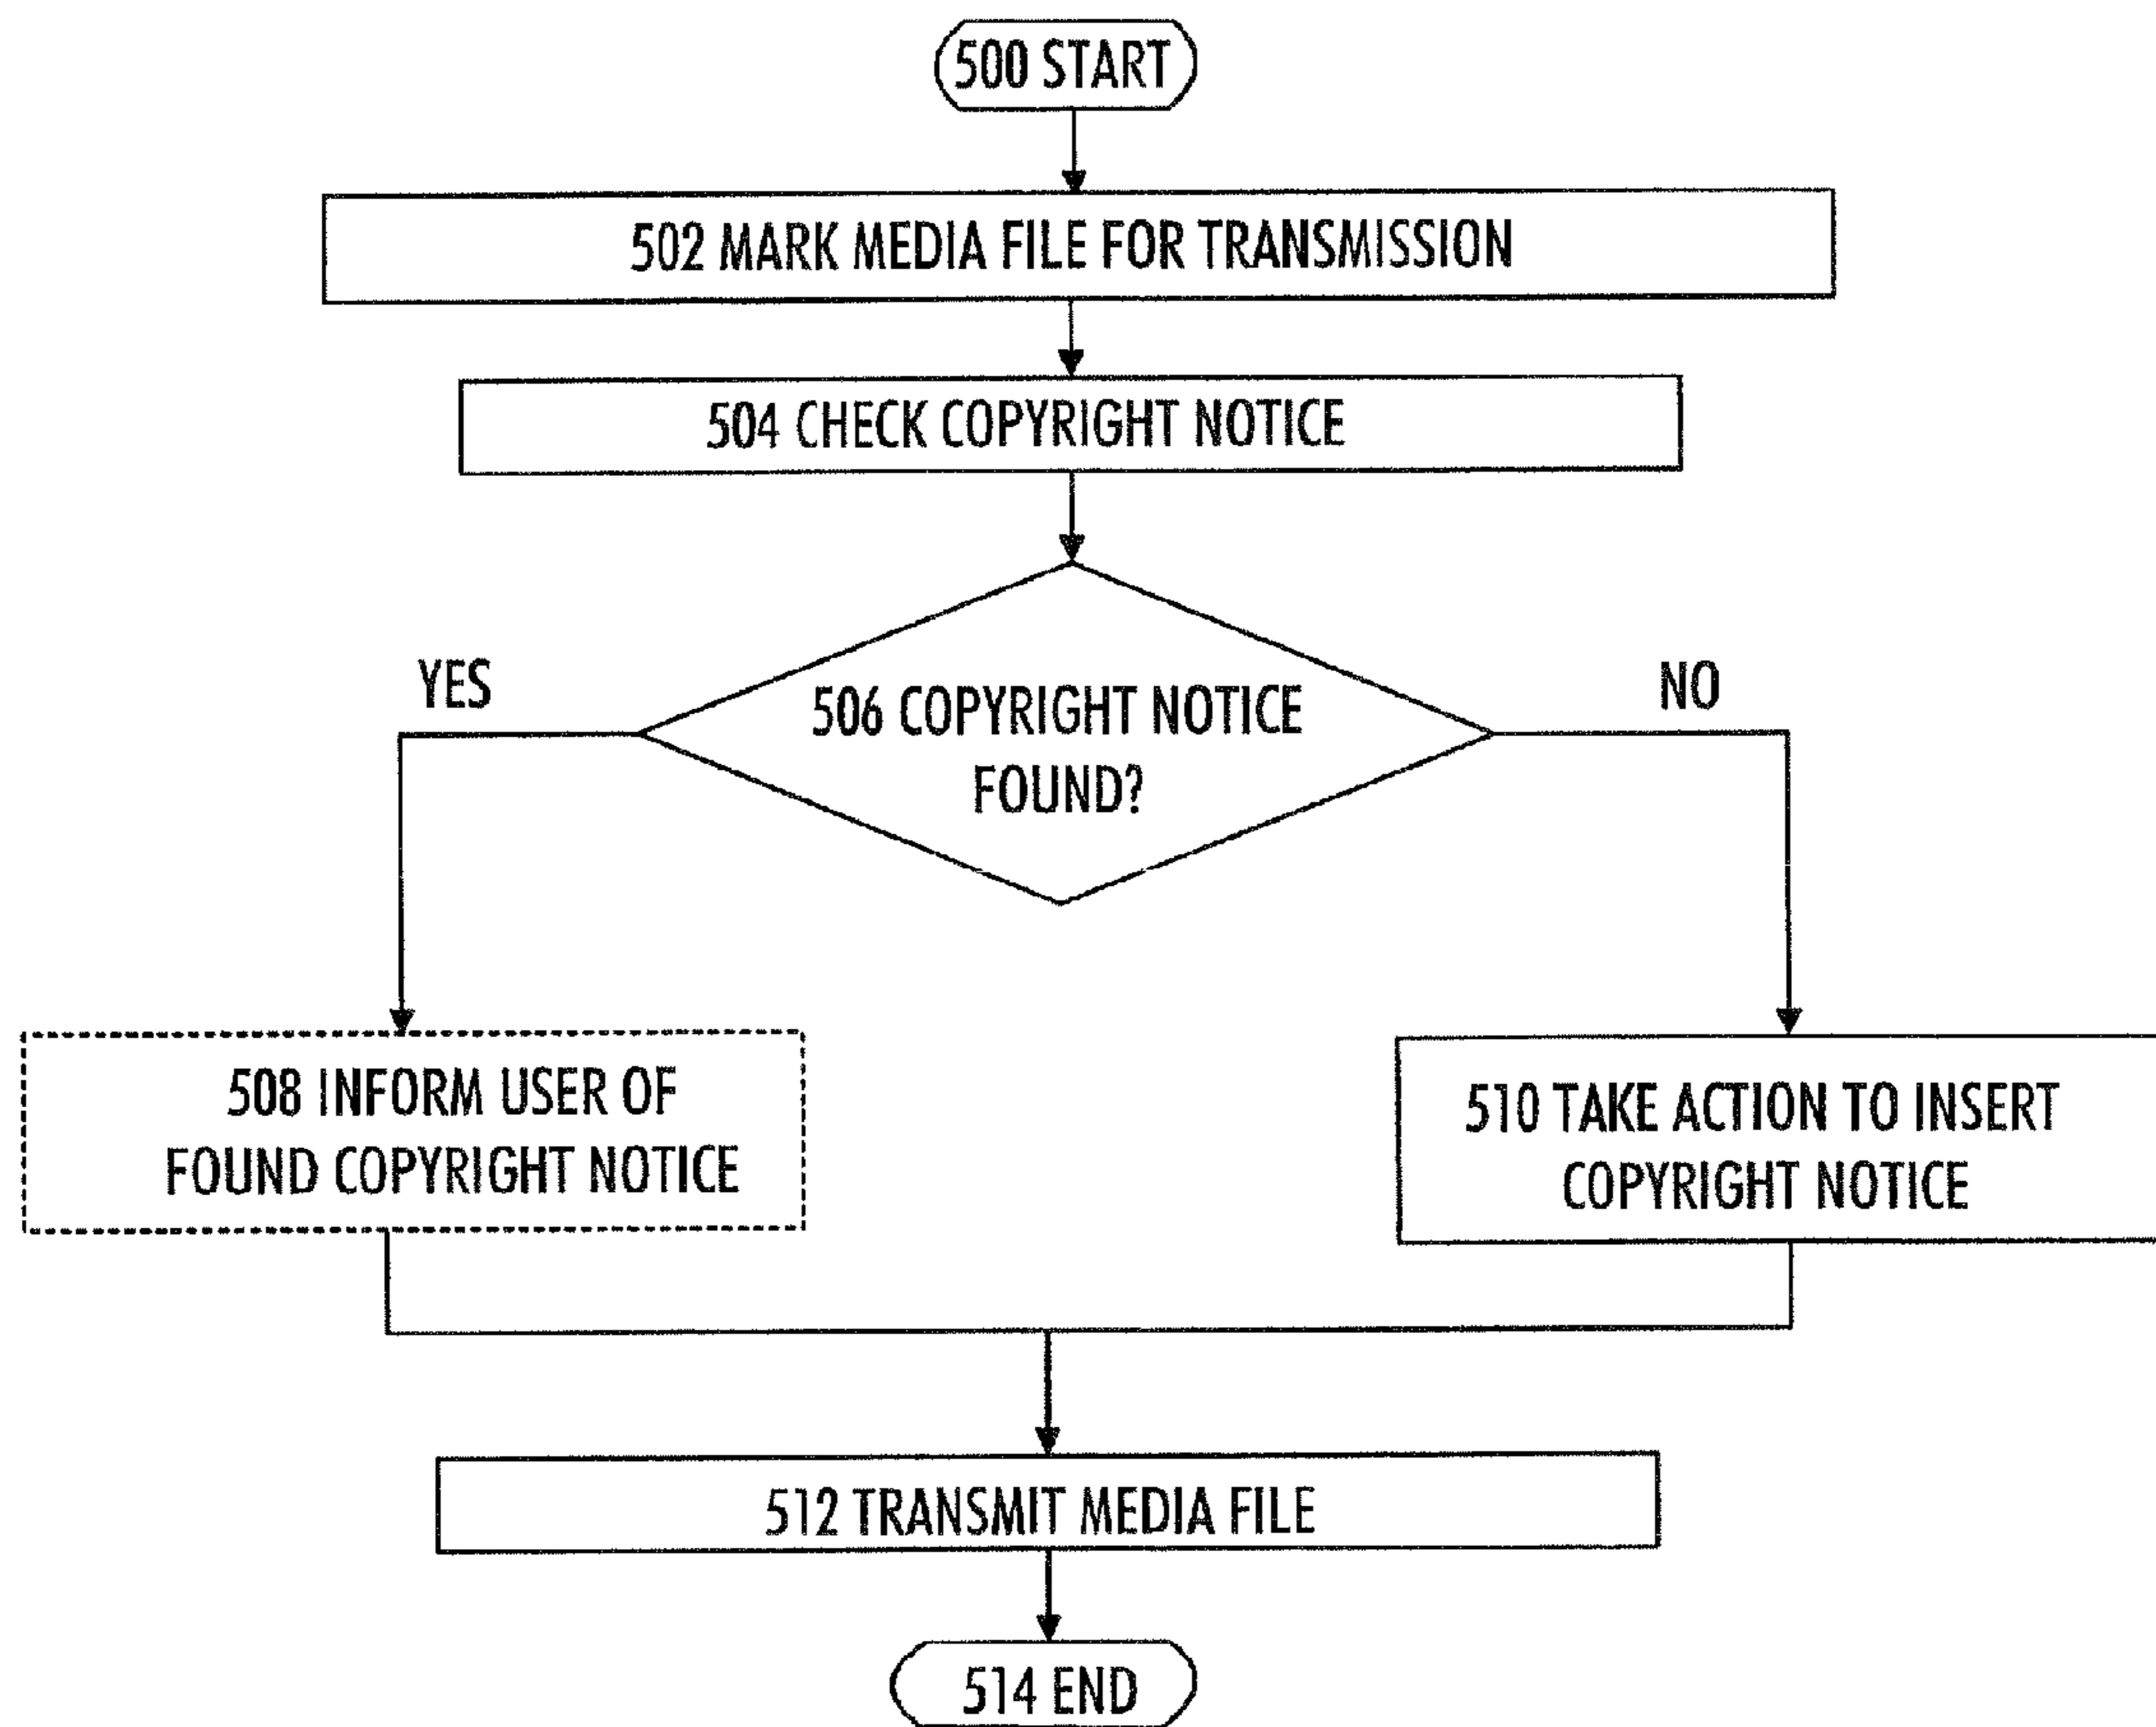 500 START
502 MARK MEDIA FILE FOR TRANSMISSION
504 CHECK COPYRIGHT NOTICE
YES
NO
506 COPYRIGHT NOTICE
FOUND?
508 INFORM USER OF
FOUND COPYRIGHT NOTICE
510 TAKE ACTION TO INSERT
COPYRIGHT NOTICE
512 TRANSMIT MEDIA FILE
514 END